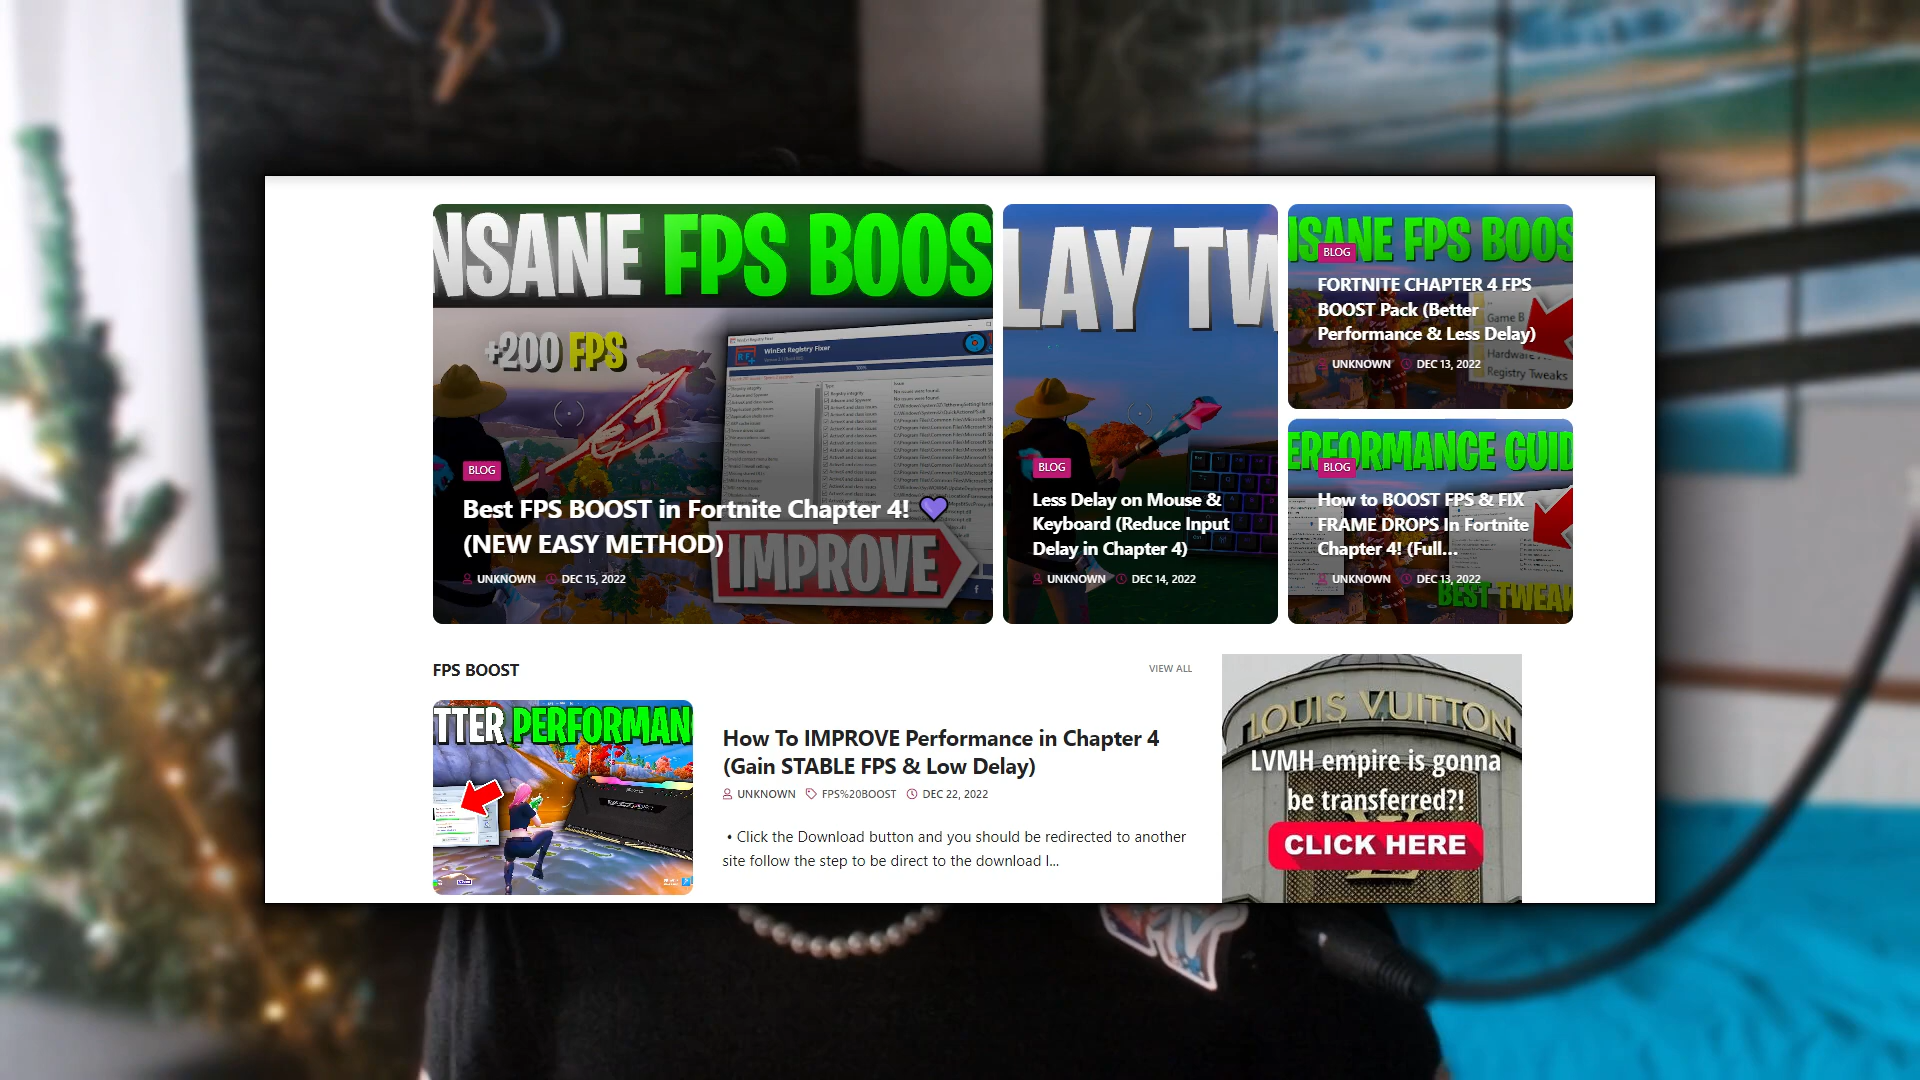 NSANE FPS BOOS
+200 FPS
WinExt Registry Fixer
BLOG
Best FPS BOOST in Fortnite Chapter 4! 💜
(NEW EASY METHOD)
IMPROVE
UNKNOWN DEC 15, 2022
LAY TW
BLOG
Less Delay on Mouse &
Keyboard (Reduce Input
Delay in Chapter 4)
UNKNOWN DEC 14, 2022
NSANE FPS BOOS
BLOG
FORTNITE CHAPTER 4 FPS
BOOST Pack (Better
Performance & Less Delay)
Game B
Hardware
Registry Tweaks
UNKNOWN DEC 13, 2022
ERFORMANCE GUID
BLOG
How to BOOST FPS & FIX
FRAME DROPS In Fortnite
Chapter 4! (Full...
UNKNOWN DEC 13, 2022
BEST TWEAK
FPS BOOST
VIEW ALL
TTER PERFORMAN
How To IMPROVE Performance in Chapter 4
(Gain STABLE FPS & Low Delay)
UNKNOWN FPS%20BOOST DEC 22, 2022
• Click the Download button and you should be redirected to another
site follow the step to be direct to the download l...
LOUIS VUITTON
LVMH empire is gonna
be transferred?!
CLICK HERE